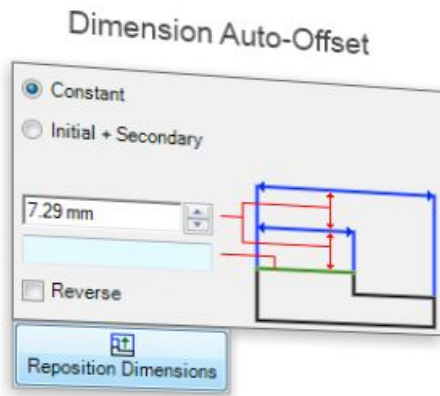 Dimension Auto-Offset
Constant
Initial + Secondary
7.29 mm
Reverse
Reposition Dimensions